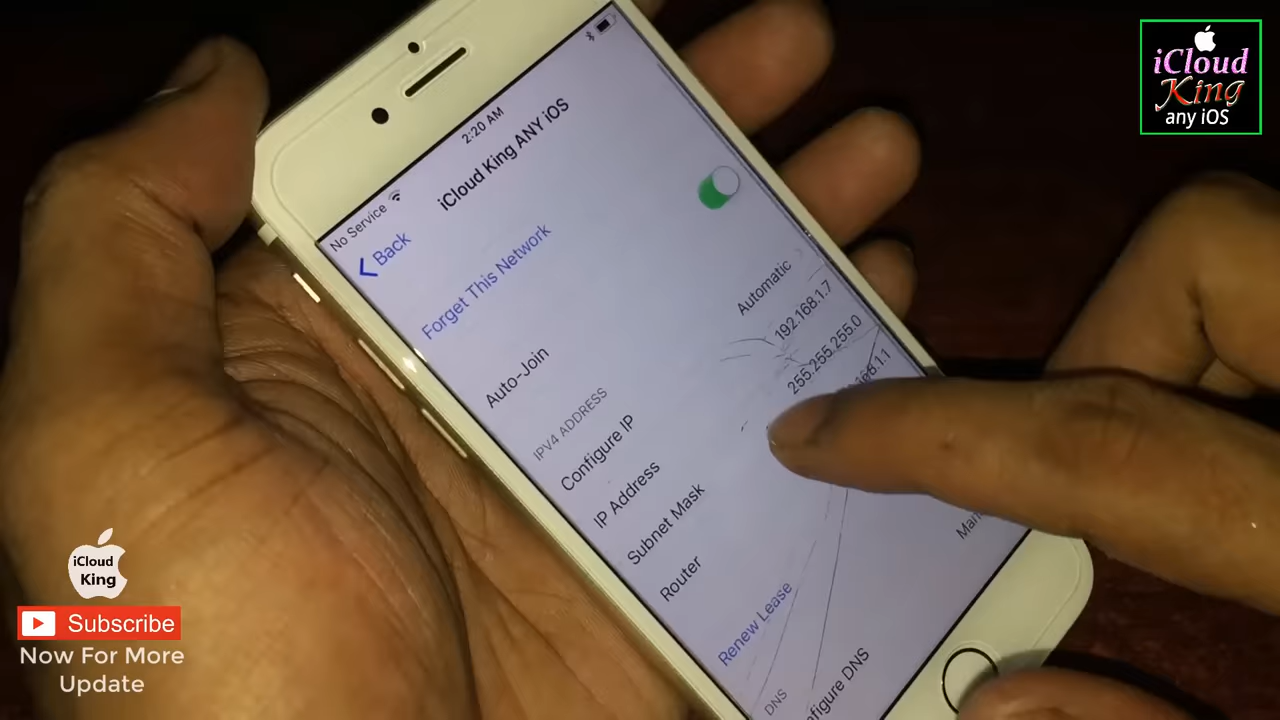 iCloud
King
any iOS
No Service
2:20 AM
Back
iCloud King ANY iOS
Forget This Network
Auto-Join
IPV4 ADDRESS
Configure IP
Automatic
IP Address
192.168.1.7
Subnet Mask
255.255.255.0
Router
Renew Lease
DNS
iCloud
King
Subscribe
Now For More
Update